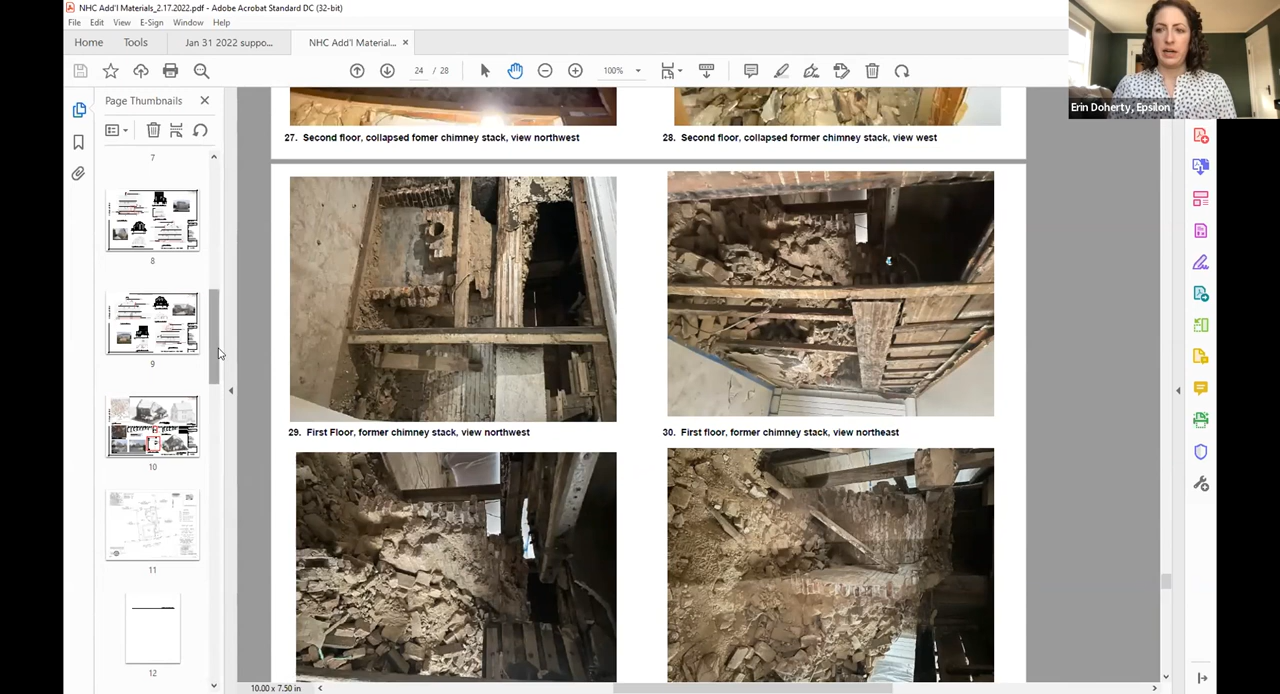 NHC Add'l Materials_2.17.2022.pdf - Adobe Acrobat Standard DC (32-bit)
File Edit View E-Sign Window Help
Home Tools Jan 31 2022 suppo... NHC Add'l Material... ×
24 / 28 100%
Erin Doherty, Epsilon
Page Thumbnails ×
7
8
9
10
11
12
27. Second floor, collapsed fomer chimney stack, view northwest
28. Second floor, collapsed former chimney stack, view west
29. First Floor, former chimney stack, view northwest
30. First floor, former chimney stack, view northeast
10.00 x 7.50 in